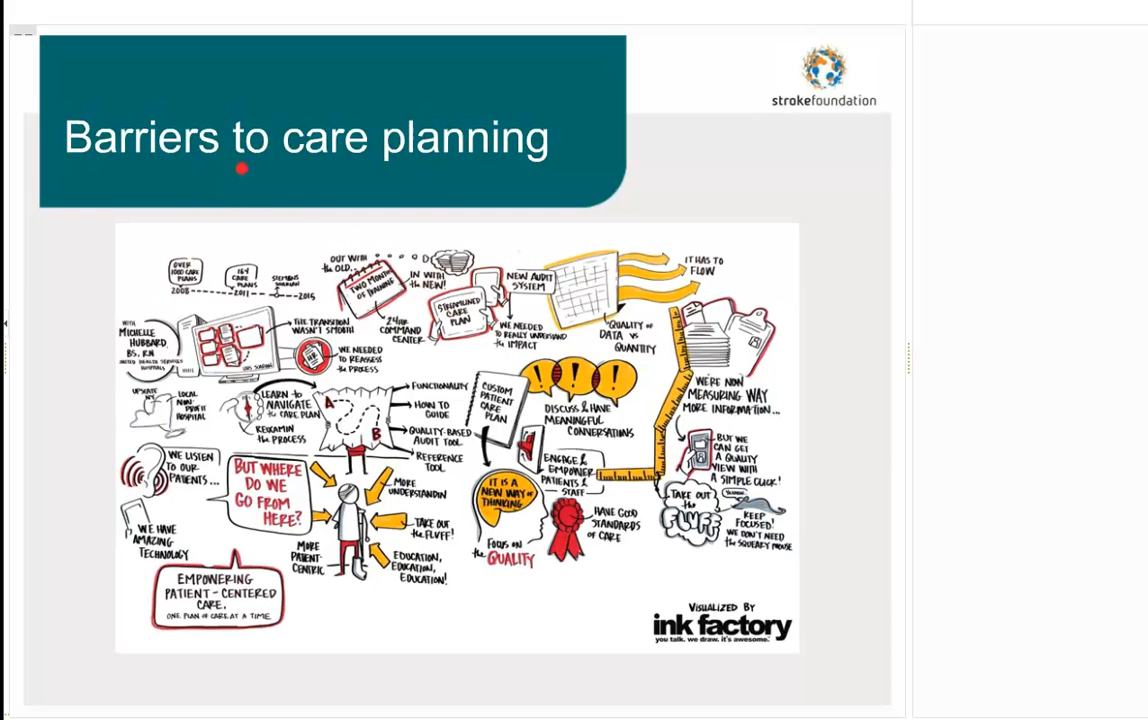 Barriers to care planning
strokefoundation
OVER
1000 CARE
PLANS
2008
164
CARE
PLANS
2011
SIEMENS
SOARIAN
2015
OUT WITH
the OLD...
TWO MONTHS
OF TRAINING
IN WITH
the NEW!
24HR
COMMAND
CENTER
STREAMLINED
CARE
PLAN
NEW AUDIT
SYSTEM
WE NEEDED
TO REALLY UNDERSTAND
the IMPACT
QUALITY OF
DATA VS
QUANTITY
IT HAS TO
FLOW
WITH
MICHELLE
HUBBARD,
BS, RN
UNITED HEALTH SERVICES
HOSPITALS
THE TRANSITION
WASN'T SMOOTH
WE NEEDED
TO REASSESS
the PROCESS
UPSTATE
NY
LOCAL
NON-
PROFIT
HOSPITAL
LEARN to
NAVIGATE
the CARE PLAN
REEXAMIN
the PROCESS
A
B
FUNCTIONALITY
HOW TO
GUIDE
QUALITY-BASED
AUDIT TOOL
REFERENCE
TOOL
CUSTOM
PATIENT
CARE
PLAN
! ! !
DISCUSS & HAVE
MEANINGFUL
CONVERSATIONS
WE'RE NOW
MEASURING WAY
MORE INFORMATION...
BUT WE
CAN GET
A QUALITY
VIEW WITH
A SIMPLE CLICK!
WE LISTEN
TO OUR
PATIENTS...
WE HAVE
AMAZING
TECHNOLOGY
BUT WHERE
DO WE
GO FROM
HERE?
MORE
UNDERSTANDIN
TAKE OUT
the FLUFF!
EDUCATION,
EDUCATION,
EDUCATION!
MORE
PATIENT-
CENTRIC
IT IS A
NEW WAY OF
THINKING
FOCUS ON
the QUALITY
ENGAGE &
EMPOWER
PATIENTS &
STAFF
HAVE GOOD
STANDARDS
OF CARE
TAKE OUT
the
FLUFF
KEEP
FOCUSED!
WE DON'T NEED
the SQUEAKY MOUSE
EMPOWERING
PATIENT-CENTERED
CARE,
ONE PLAN OF CARE AT A TIME
VISUALIZED BY
ink factory
you talk. we draw. it's awesome.